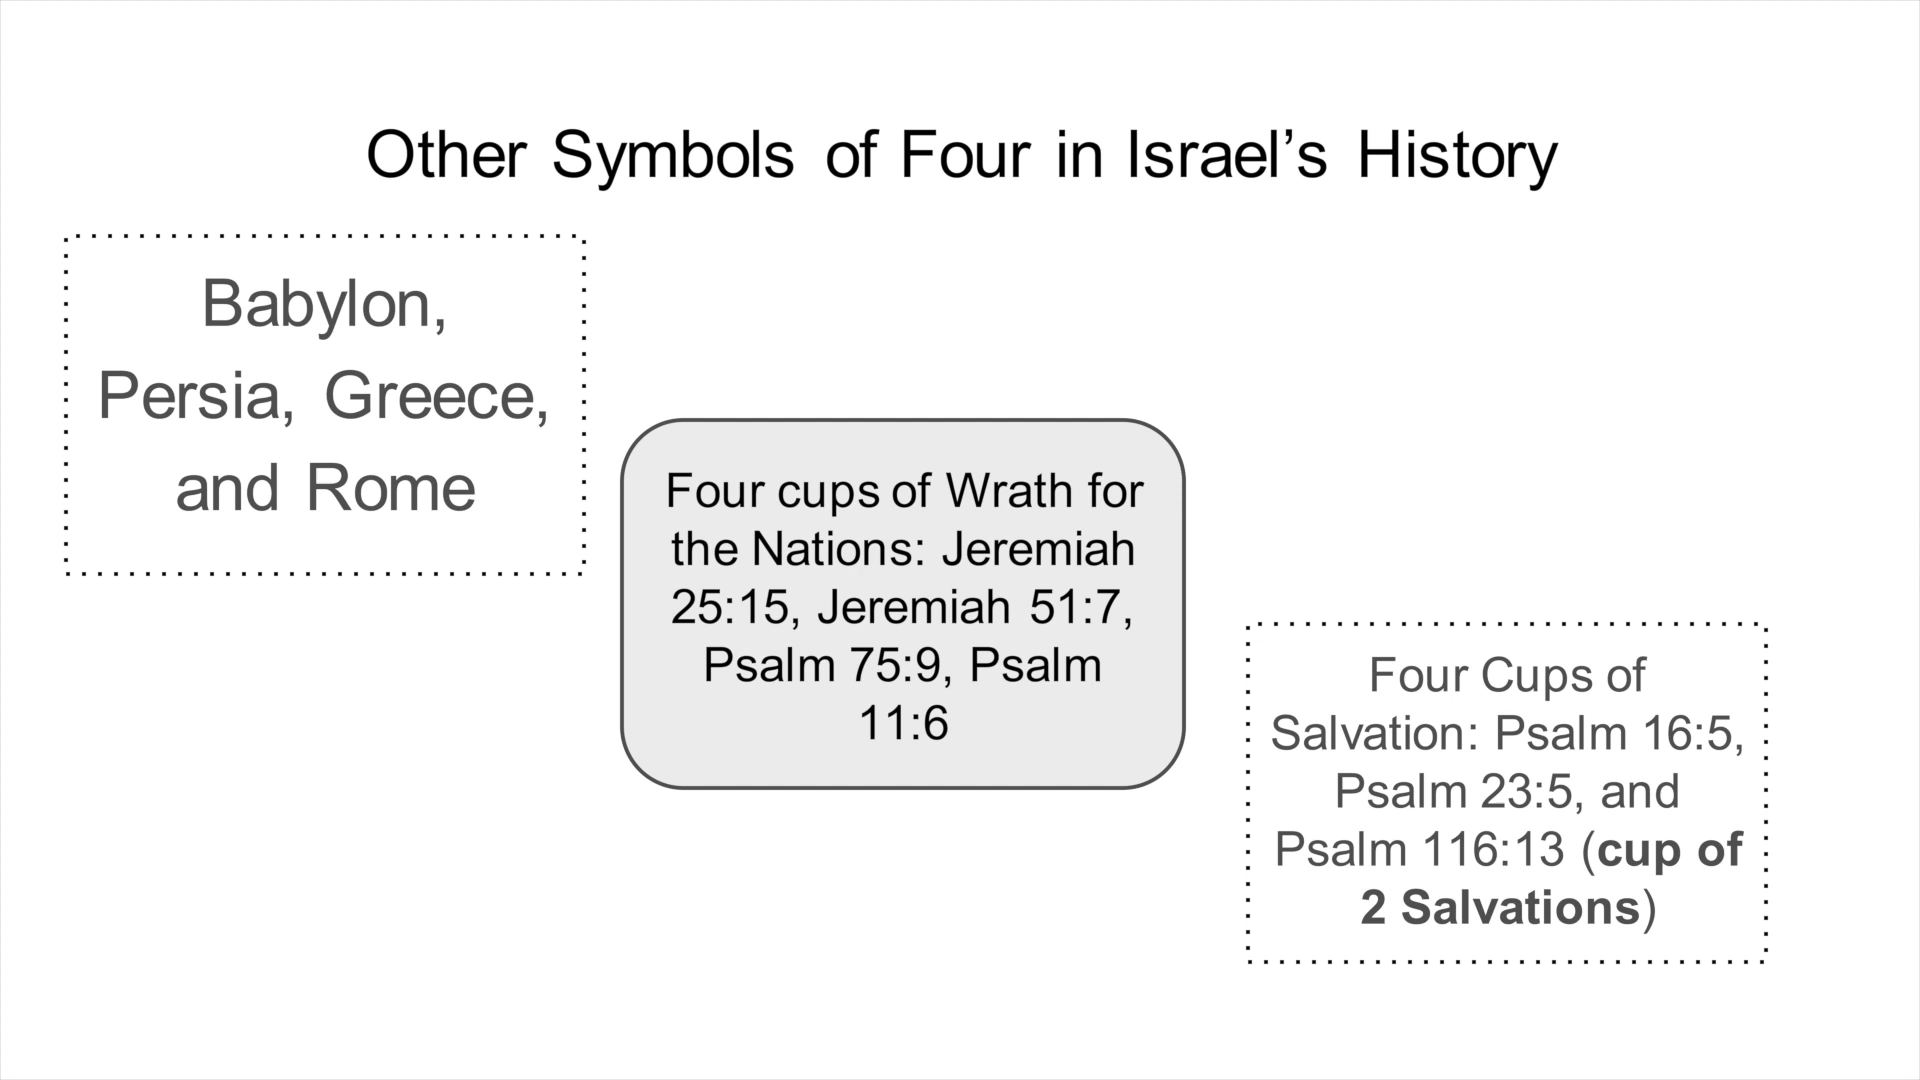 Other Symbols of Four in Israel’s History
Babylon,
Persia, Greece,
and Rome
Four cups of Wrath for
the Nations: Jeremiah
25:15, Jeremiah 51:7,
Psalm 75:9, Psalm
11:6
Four Cups of
Salvation: Psalm 16:5,
Psalm 23:5, and
Psalm 116:13 (cup of
2 Salvations)